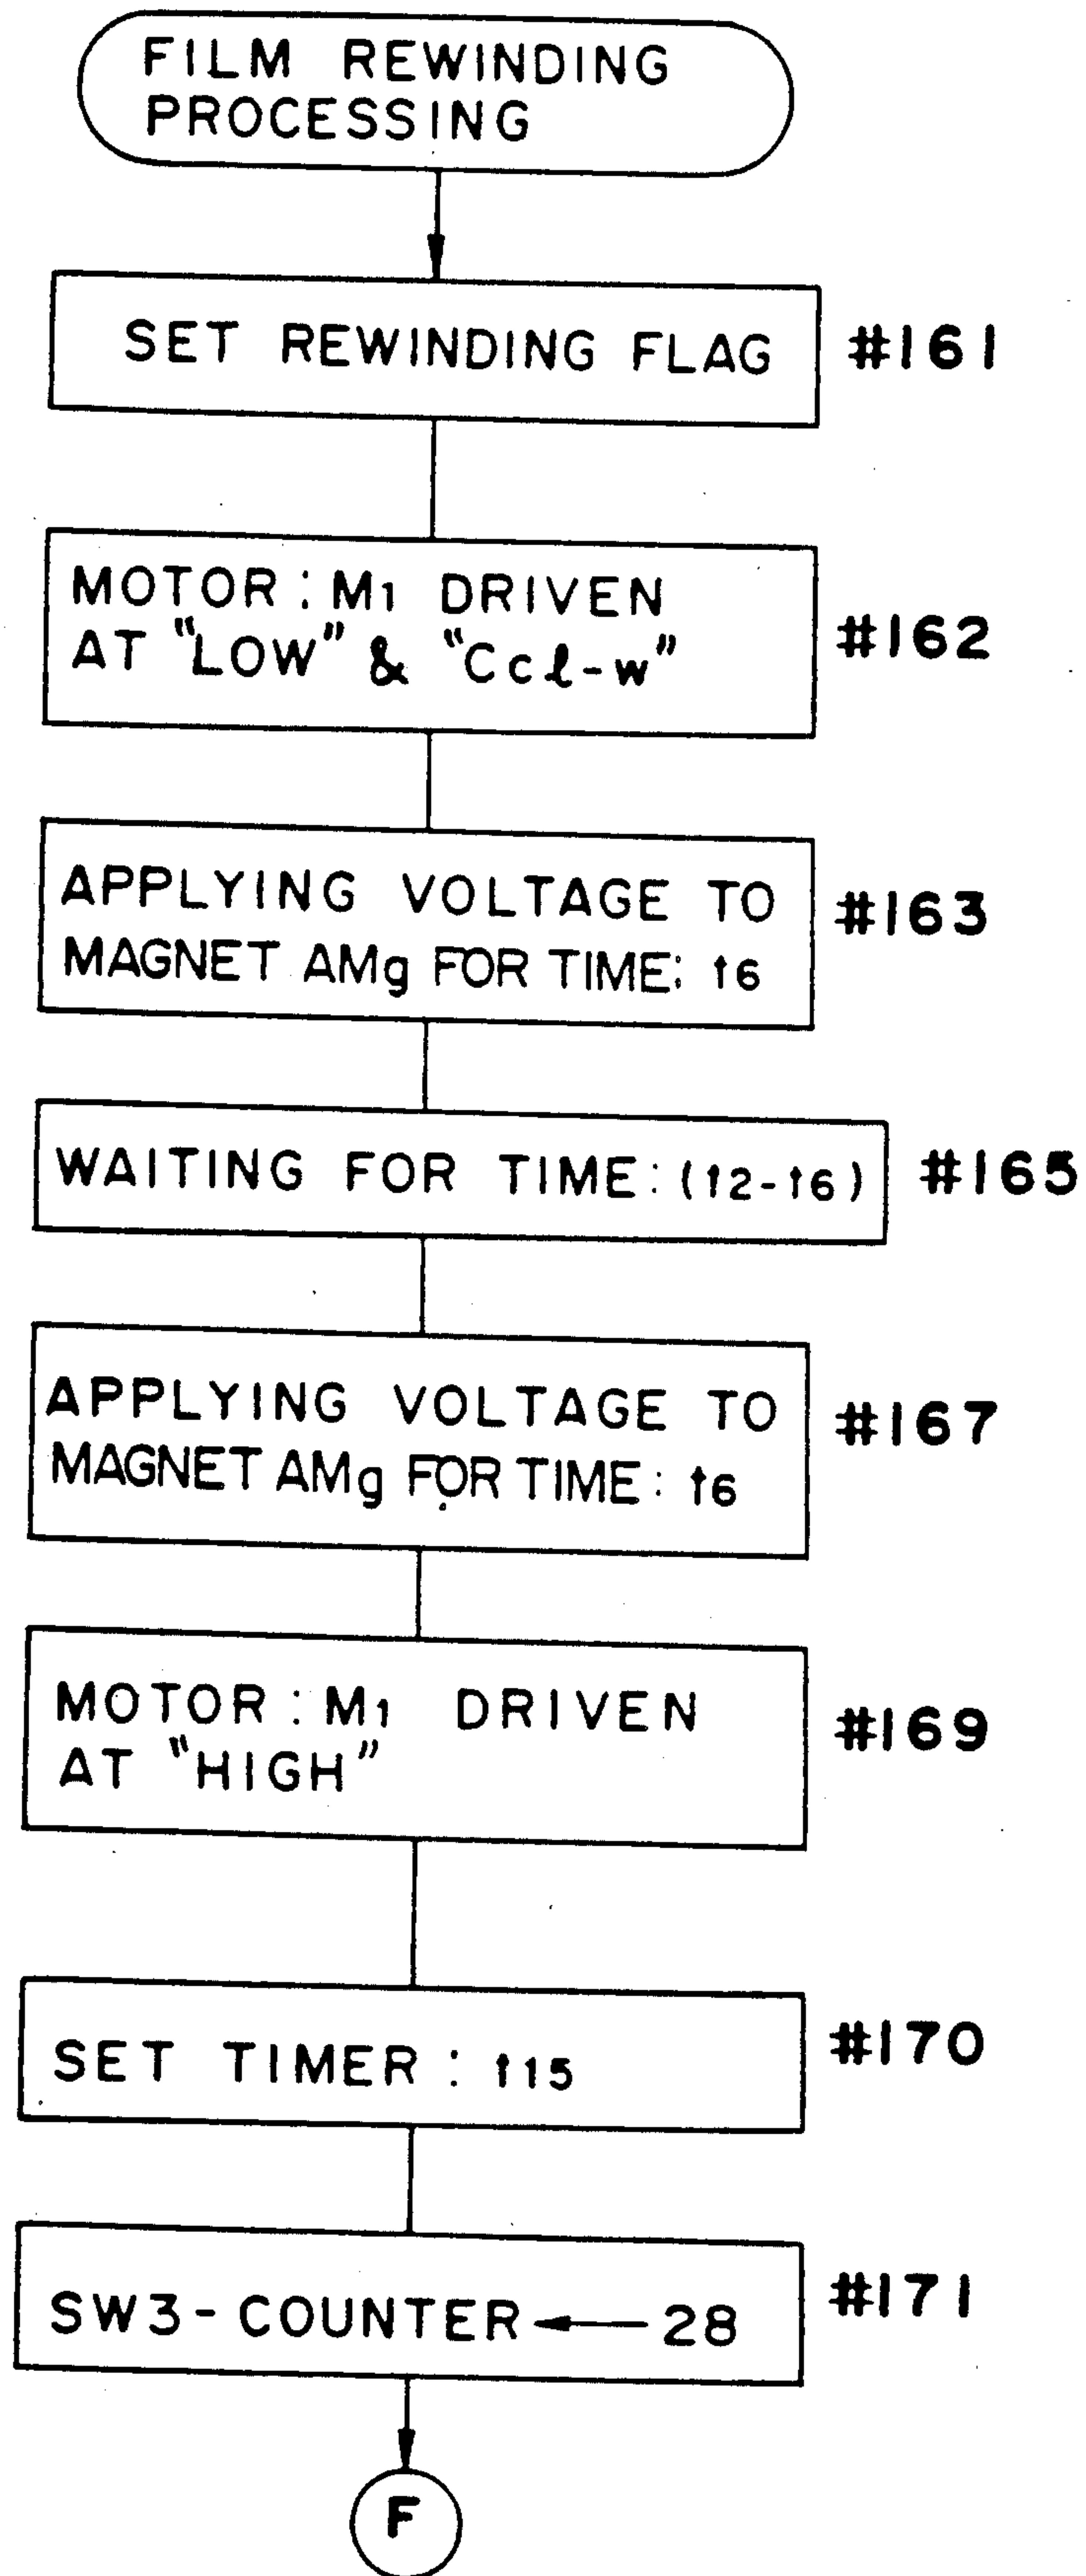 FILM REWINDING
PROCESSING
SET REWINDING FLAG #161
MOTOR : M1 DRIVEN
AT "LOW" & "Ccl-w"
#162
APPLYING VOLTAGE TO
MAGNET AMg FOR TIME: t6
#163
WAITING FOR TIME: (t2-t6) #165
APPLYING VOLTAGE TO
MAGNET AMg FOR TIME: t6
#167
MOTOR : M1 DRIVEN
AT "HIGH"
#169
SET TIMER : t15 #170
SW3-COUNTER ← 28 #171
F